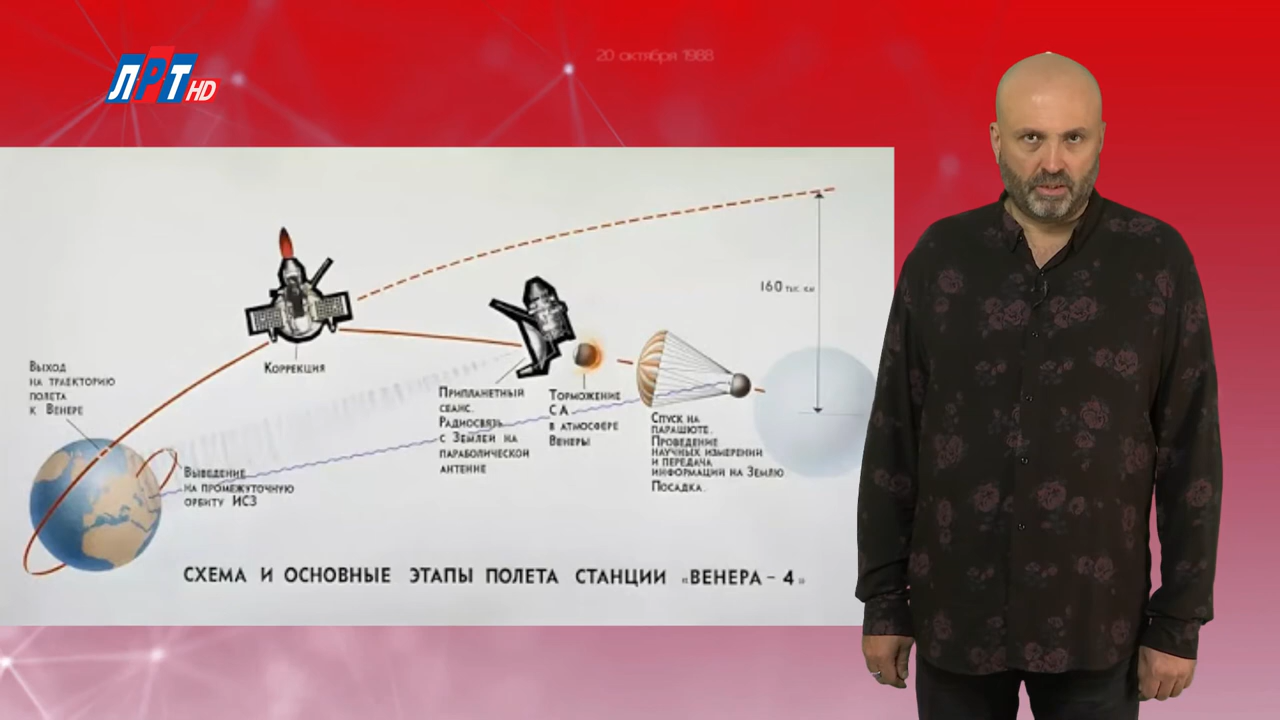 ЛРТ HD
20 октября 1988
160 тыс. км
Выход
на траекторию
полета
к Венере
Коррекция
Припланетный
сеанс.
Радиосвязь
с Землей на
параболической
антенне
Торможение
СА
в атмосфере
Венеры
Спуск на
парашюте.
Проведение
научных измерений
и передача
информации на Землю
Посадка.
Выведение
на промежуточную
орбиту ИСЗ
СХЕМА И ОСНОВНЫЕ ЭТАПЫ ПОЛЕТА СТАНЦИИ «ВЕНЕРА – 4»